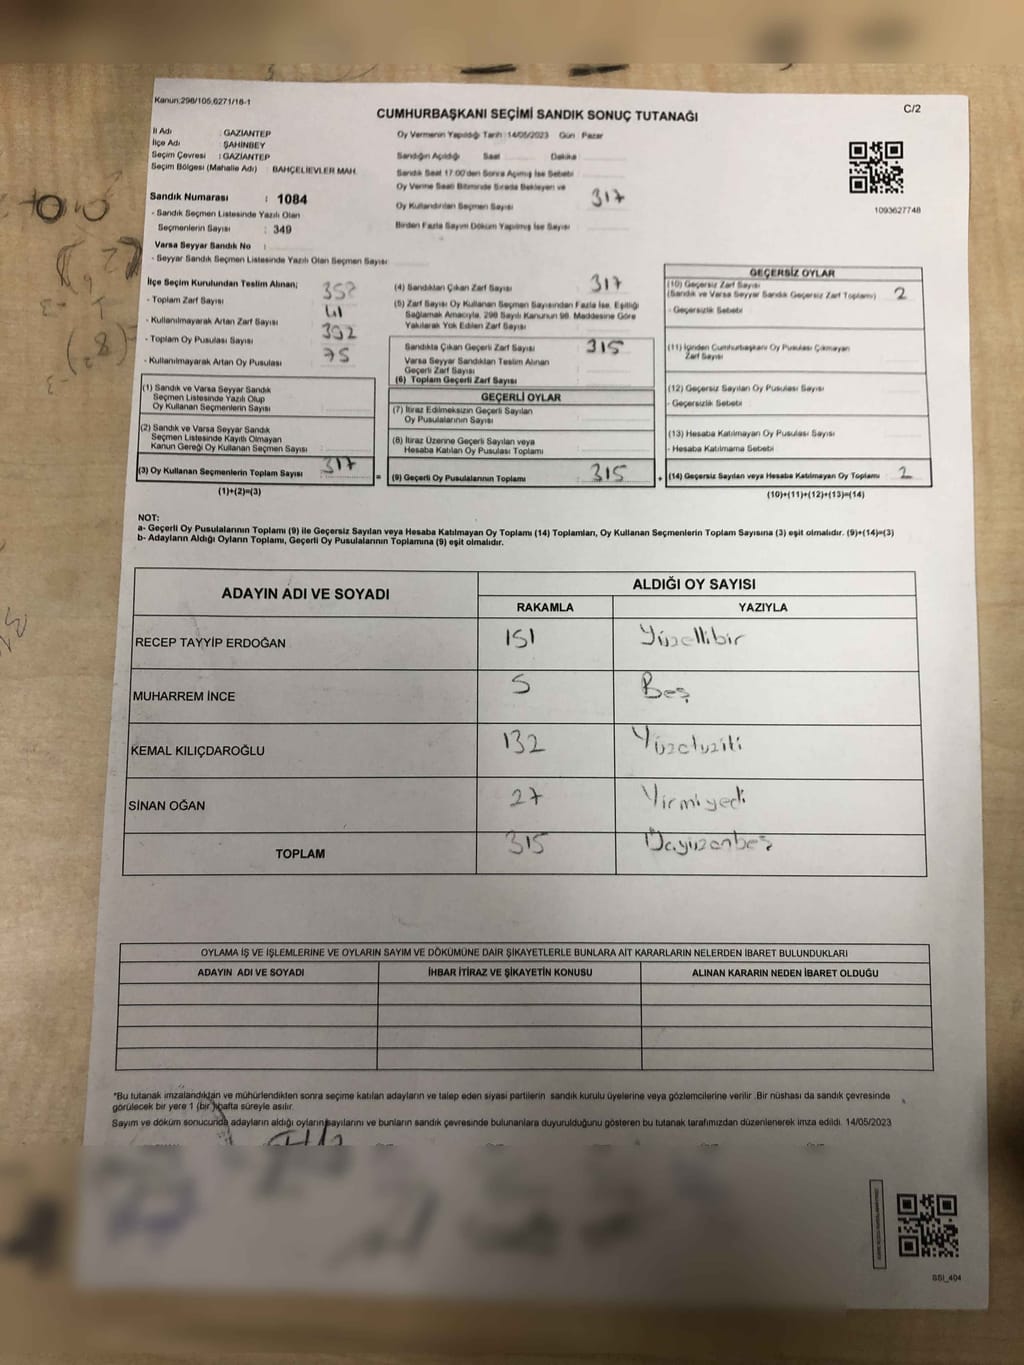 Kanun:298/105,6271/18-1
C/2
CUMHURBAŞKANI SEÇİMİ SANDIK SONUÇ TUTANAĞI
İl Adı : GAZİANTEP
İlçe Adı : ŞAHİNBEY
Seçim Çevresi : GAZİANTEP
Seçim Bölgesi (Mahalle Adı) : BAHÇELİEVLER MAH.
Sandık Numarası : 1084
- Sandık Seçmen Listesinde Yazılı Olan
Seçmenlerin Sayısı : 349
Varsa Seyyar Sandık No :
- Seyyar Sandık Seçmen Listesinde Yazılı Olan Seçmen Sayısı:
Oy Vermenin Yapıldığı Tarih :14/05/2023 Gün Pazar
Sandığın Açıldığı Saat Dakika
Sandık Saat 17.00'den Sonra Açılmış İse Sebebi
Oy Verme Saati Bitiminde Sırada Bekleyen ve
Oy Kullandırılan Seçmen Sayısı 317
Birden Fazla Sayım Döküm Yapılmış İse Sayısı
1093627748
İlçe Seçim Kurulundan Teslim Alınan;
- Toplam Zarf Sayısı 358
- Kullanılmayarak Artan Zarf Sayısı 41
- Toplam Oy Pusulası Sayısı 392
- Kullanılmayarak Artan Oy Pusulası 75
(1) Sandık ve Varsa Seyyar Sandık
Seçmen Listesinde Yazılı Olup
Oy Kullanan Seçmenlerin Sayısı
(2) Sandık ve Varsa Seyyar Sandık
Seçmen Listesinde Kayıtlı Olmayan
Kanun Gereği Oy Kullanan Seçmen Sayısı
(3) Oy Kullanan Seçmenlerin Toplam Sayısı 317 =
(1)+(2)=(3)
(4) Sandıktan Çıkan Zarf Sayısı 317
(5) Zarf Sayısı Oy Kullanan Seçmen Sayısından Fazla İse, Eşitliği
Sağlamak Amacıyla, 298 Sayılı Kanunun 98. Maddesine Göre
Yakılarak Yok Edilen Zarf Sayısı
Sandıkta Çıkan Geçerli Zarf Sayısı 315
Varsa Seyyar Sandıktan Teslim Alınan
Geçerli Zarf Sayısı
(6) Toplam Geçerli Zarf Sayısı
GEÇERLİ OYLAR
(7) İtiraz Edilmeksizin Geçerli Sayılan
Oy Pusulalarının Sayısı
(8) İtiraz Üzerine Geçerli Sayılan veya
Hesaba Katılan Oy Pusulası Toplamı
(9) Geçerli Oy Pusulalarının Toplamı 315 +
GEÇERSİZ OYLAR
(10) Geçersiz Zarf Sayısı
(Sandık ve Varsa Seyyar Sandık Geçersiz Zarf Toplamı) 2
- Geçersizlik Sebebi
(11) İçinden Cumhurbaşkanı Oy Pusulası Çıkmayan
Zarf Sayısı
(12) Geçersiz Sayılan Oy Pusulası Sayısı
- Geçersizlik Sebebi
(13) Hesaba Katılmayan Oy Pusulası Sayısı
- Hesaba Katılmama Sebebi
(14) Geçersiz Sayılan veya Hesaba Katılmayan Oy Toplamı 2
(10)+(11)+(12)+(13)=(14)
NOT:
a- Geçerli Oy Pusulalarının Toplamı (9) ile Geçersiz Sayılan veya Hesaba Katılmayan Oy Toplamı (14) Toplamları, Oy Kullanan Seçmenlerin Toplam Sayısına (3) eşit olmalıdır. (9)+(14)=(3)
b- Adayların Aldığı Oyların Toplamı, Geçerli Oy Pusulalarının Toplamına (9) eşit olmalıdır.
ADAYIN ADI VE SOYADI
ALDIĞI OY SAYISI
RAKAMLA YAZIYLA
RECEP TAYYİP ERDOĞAN 151 Yüzellibir
MUHARREM İNCE 5 Beş
KEMAL KILIÇDAROĞLU 132 Yüzotuziki
SİNAN OĞAN 27 Yirmiyedi
TOPLAM 315 Üçyüzonbeş
OYLAMA İŞ VE İŞLEMLERİNE VE OYLARIN SAYIM VE DÖKÜMÜNE DAİR ŞİKAYETLERLE BUNLARA AİT KARARLARIN NELERDEN İBARET BULUNDUKLARI
ADAYIN ADI VE SOYADI İHBAR İTİRAZ VE ŞİKAYETİN KONUSU ALINAN KARARIN NEDEN İBARET OLDUĞU
*Bu tutanak imzalandıktan ve mühürlendikten sonra seçime katılan adayların ve talep eden siyasi partilerin sandık kurulu üyelerine veya gözlemcilerine verilir. Bir nüshası da sandık çevresinde
görülecek bir yere 1 (bir) hafta süreyle asılır.
Sayım ve döküm sonucunda adayların aldığı oyların sayılarını ve bunların sandık çevresinde bulunanlara duyurulduğunu gösteren bu tutanak tarafımızdan düzenlenerek imza edildi. 14/05/2023
SSI_404